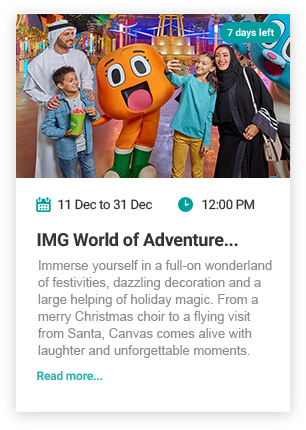 7 days left
11 Dec to 31 Dec 12:00 PM
IMG World of Adventure...
Immerse yourself in a full-on wonderland
of festivities, dazzling decoration and a
large helping of holiday magic. From a
merry Christmas choir to a flying visit
from Santa, Canvas comes alive with
laughter and unforgettable moments.
Read more...